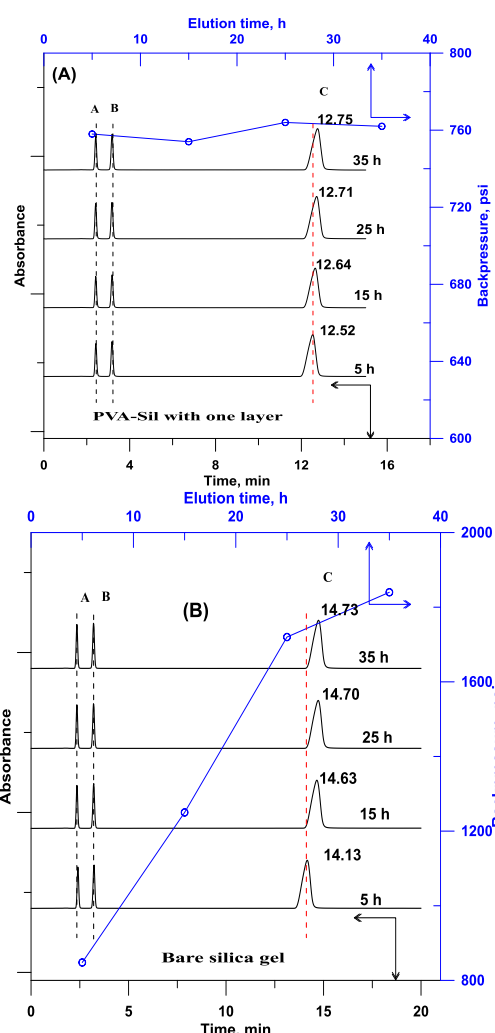 Elution time, h
0 10 20 30 40
(A)
800
C
12.75
A B
760
35 h
12.71
720
25 h
Absorbance
Backpressure, psi
12.64
680
15 h
12.52
640
5 h
PVA-Sil with one layer
600
0 4 8 12 16
Time, min
Elution time, h
0 10 20 30 40
2000
C
A B
(B)
14.73
35 h
1600
14.70
25 h
Absorbance
14.63
15 h
1200
14.13
5 h
Bare silica gel
800
0 5 10 15 20
Time, min